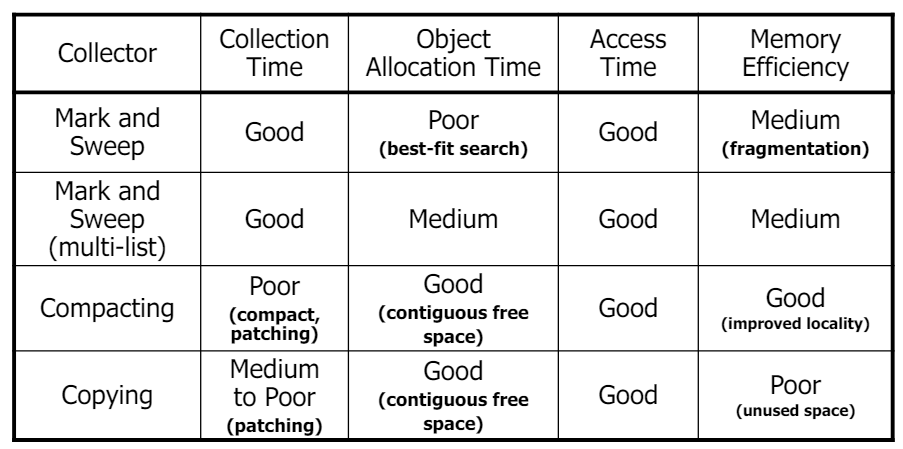 Collector
Collection
Time
Object
Allocation Time
Access
Time
Memory
Efficiency
Mark and
Sweep
Good
Poor
(best-fit search)
Good
Medium
(fragmentation)
Mark and
Sweep
(multi-list)
Good
Medium
Good
Medium
Compacting
Poor
(compact,
patching)
Good
(contiguous free
space)
Good
Good
(improved locality)
Copying
Medium
to Poor
(patching)
Good
(contiguous free
space)
Good
Poor
(unused space)